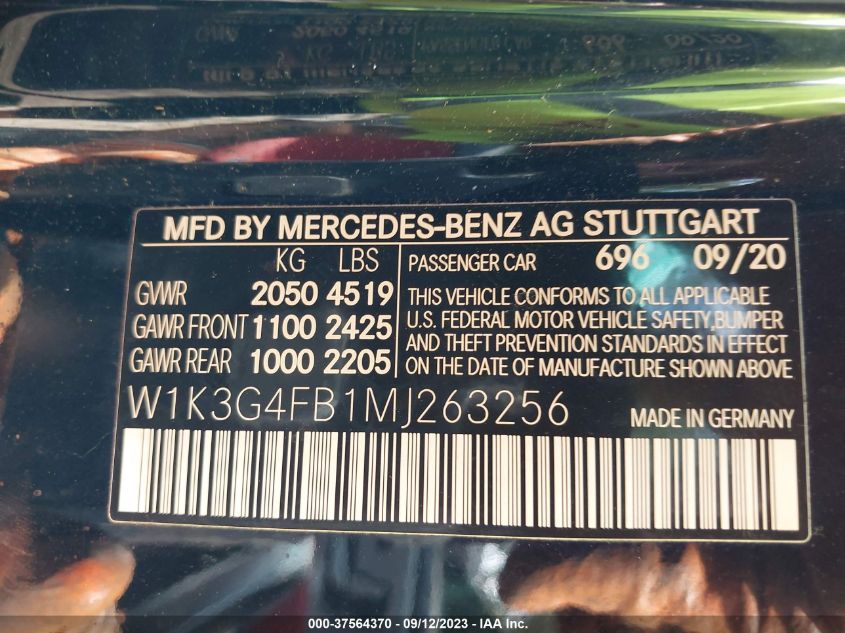 MFD BY MERCEDES-BENZ AG STUTTGART
KG LBS
GVWR 2050 4519
GAWR FRONT 1100 2425
GAWR REAR 1000 2205
PASSENGER CAR 696 09/20
THIS VEHICLE CONFORMS TO ALL APPLICABLE
U.S. FEDERAL MOTOR VEHICLE SAFETY,BUMPER
AND THEFT PREVENTION STANDARDS IN EFFECT
ON THE DATE OF MANUFACTURE SHOWN ABOVE
W1K3G4FB1MJ263256
MADE IN GERMANY
000-37564370 - 09/12/2023 - IAA Inc.